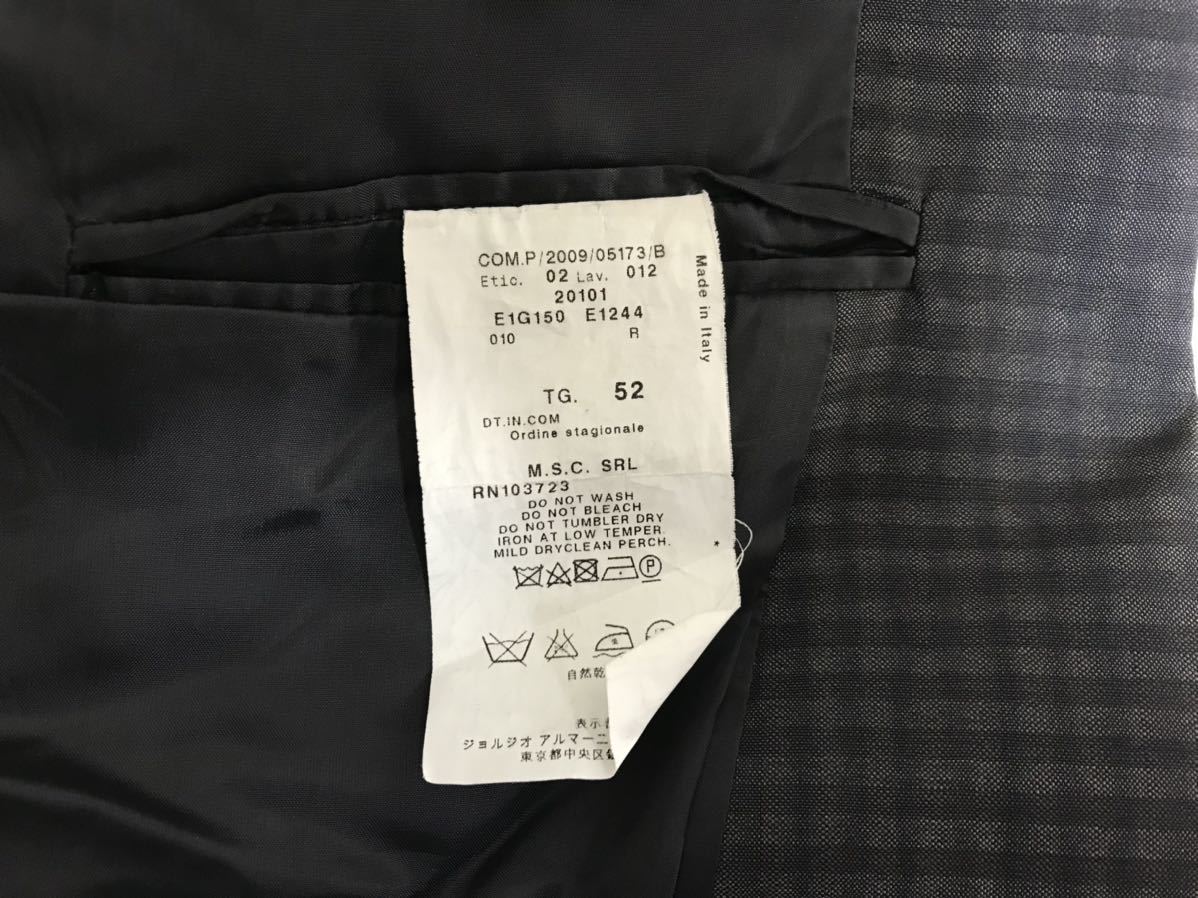 COM.P/2009/05173/B
Etic. 02 Lav. 012
20101
E1G150 E1244
010 R
Made in Italy
TG. 52
DT.IN.COM
Ordine stagionale
M.S.C. SRL
RN103723
DO NOT WASH
DO NOT BLEACH
DO NOT TUMBLER DRY
IRON AT LOW TEMPER.
MILD DRYCLEAN PERCH. *
P
自然乾
表示
ジョルジオ アルマーニ
東京都中央区